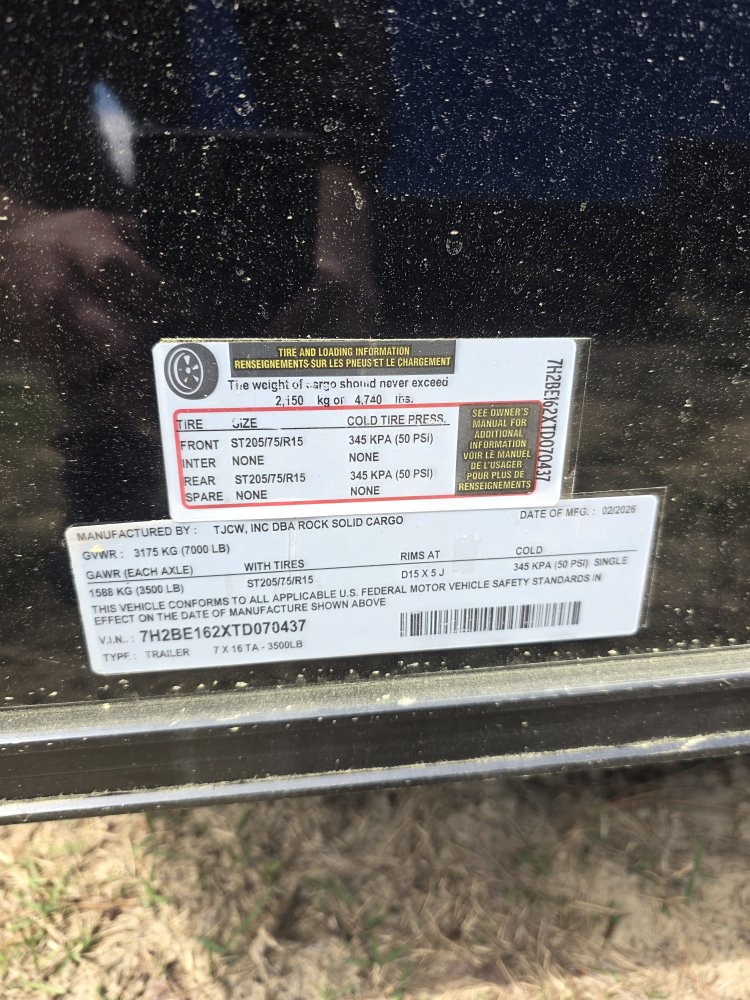 TIRE AND LOADING INFORMATION
RENSEIGNEMENTS SUR LES PNEUS ET LE CHARGEMENT
The weight of cargo should never exceed
2,150 kg or 4,740 lbs.
TIRE SIZE COLD TIRE PRESS.
FRONT ST205/75/R15 345 KPA (50 PSI)
INTER NONE NONE
REAR ST205/75/R15 345 KPA (50 PSI)
SPARE NONE NONE
SEE OWNER'S
MANUAL FOR
ADDITIONAL
INFORMATION
VOIR LE MANUEL
DE L'USAGER
POUR PLUS DE
RENSEIGNEMENTS
7H2BE162XTD070437
MANUFACTURED BY : TJCW, INC DBA ROCK SOLID CARGO DATE OF MFG. : 02/2026
GVWR : 3175 KG (7000 LB)
GAWR (EACH AXLE) WITH TIRES RIMS AT COLD
1588 KG (3500 LB) ST205/75/R15 D15 X 5 J 345 KPA (50 PSI) SINGLE
THIS VEHICLE CONFORMS TO ALL APPLICABLE U.S. FEDERAL MOTOR VEHICLE SAFETY STANDARDS IN
EFFECT ON THE DATE OF MANUFACTURE SHOWN ABOVE
V.I.N.. : 7H2BE162XTD070437
TYPE : TRAILER 7 X 16 TA - 3500LB